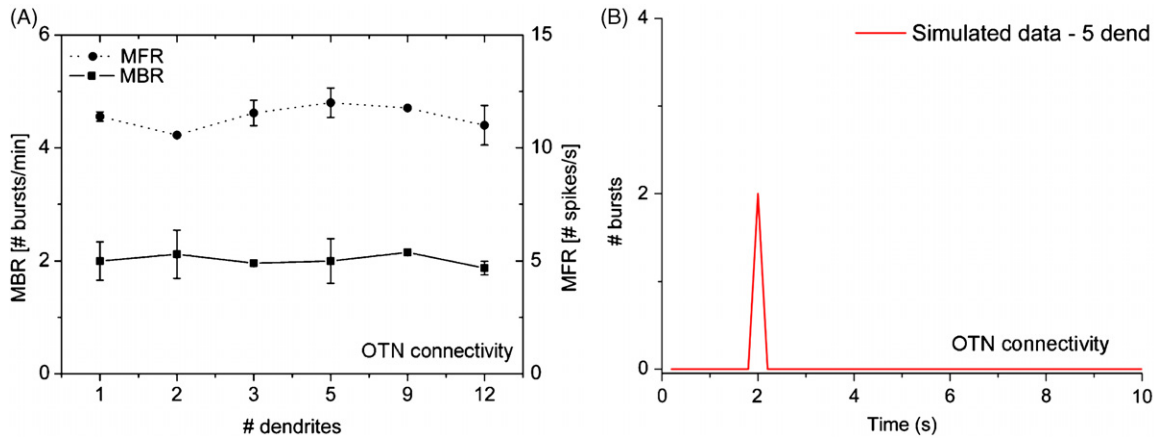 (A)
MFR
MBR
MBR [# bursts/min]
6
4
2
0
MFR [# spikes/s]
15
10
5
0
OTN connectivity
1 2 3 5 9 12
# dendrites
(B)
Simulated data - 5 dend
# bursts
4
2
0
OTN connectivity
0 2 4 6 8 10
Time (s)